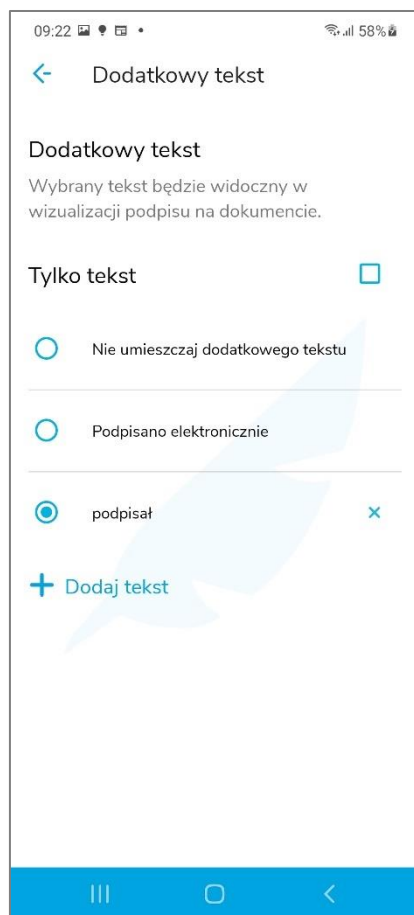 09:22 58%
Dodatkowy tekst
Dodatkowy tekst
Wybrany tekst będzie widoczny w
wizualizacji podpisu na dokumencie.
Tylko tekst
Nie umieszczaj dodatkowego tekstu
Podpisano elektronicznie
podpisał
Dodaj tekst